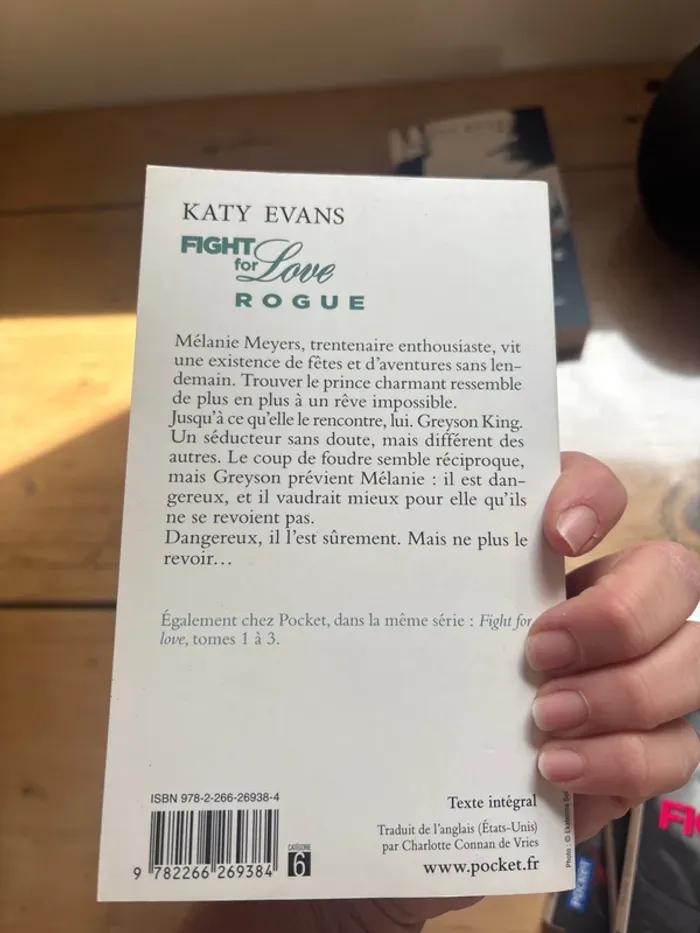 KATY EVANS
FIGHT
for Love
ROGUE
Mélanie Meyers, trentenaire enthousiaste, vit
une existence de fêtes et d'aventures sans len-
demain. Trouver le prince charmant ressemble
de plus en plus à un rêve impossible.
Jusqu'à ce qu'elle le rencontre, lui. Greyson King.
Un séducteur sans doute, mais différent des
autres. Le coup de foudre semble réciproque,
mais Greyson prévient Mélanie : il est dan-
gereux, et il vaudrait mieux pour elle qu'ils
ne se revoient pas.
Dangereux, il l'est sûrement. Mais ne plus le
revoir…
Également chez Pocket, dans la même série : Fight for
love, tomes 1 à 3.
ISBN 978-2-266-26938-4
9 782266 269384
CATÉGORIE
6
Texte intégral
Traduit de l'anglais (États-Unis)
par Charlotte Connan de Vries
www.pocket.fr
Photo : © Ekaterina
POCKET